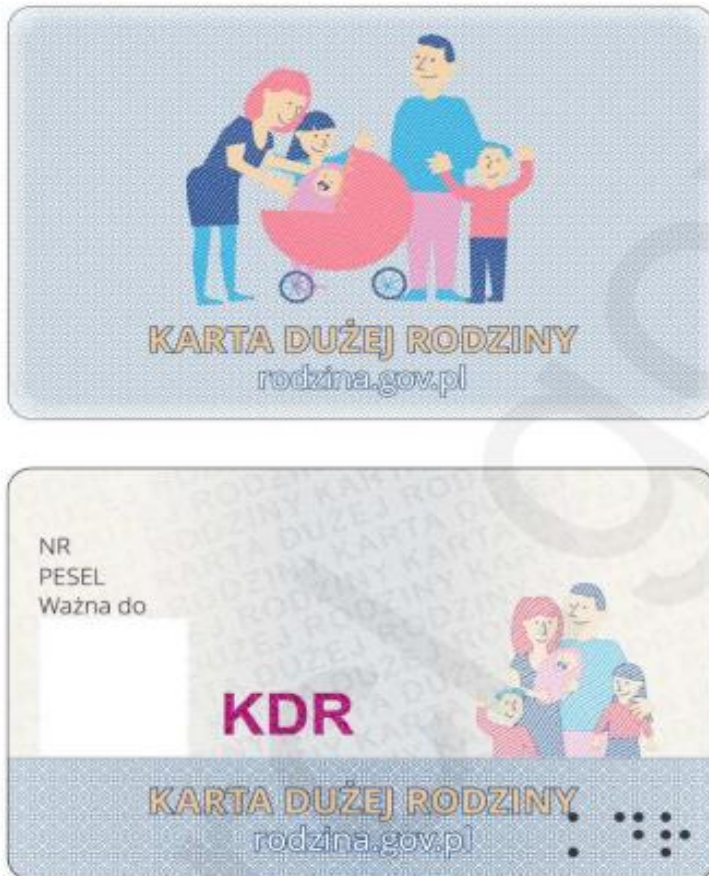 KARTA DUŻEJ RODZINY
rodzina.gov.pl
NR
PESEL
Ważna do
KDR
KARTA DUŻEJ RODZINY
rodzina.gov.pl